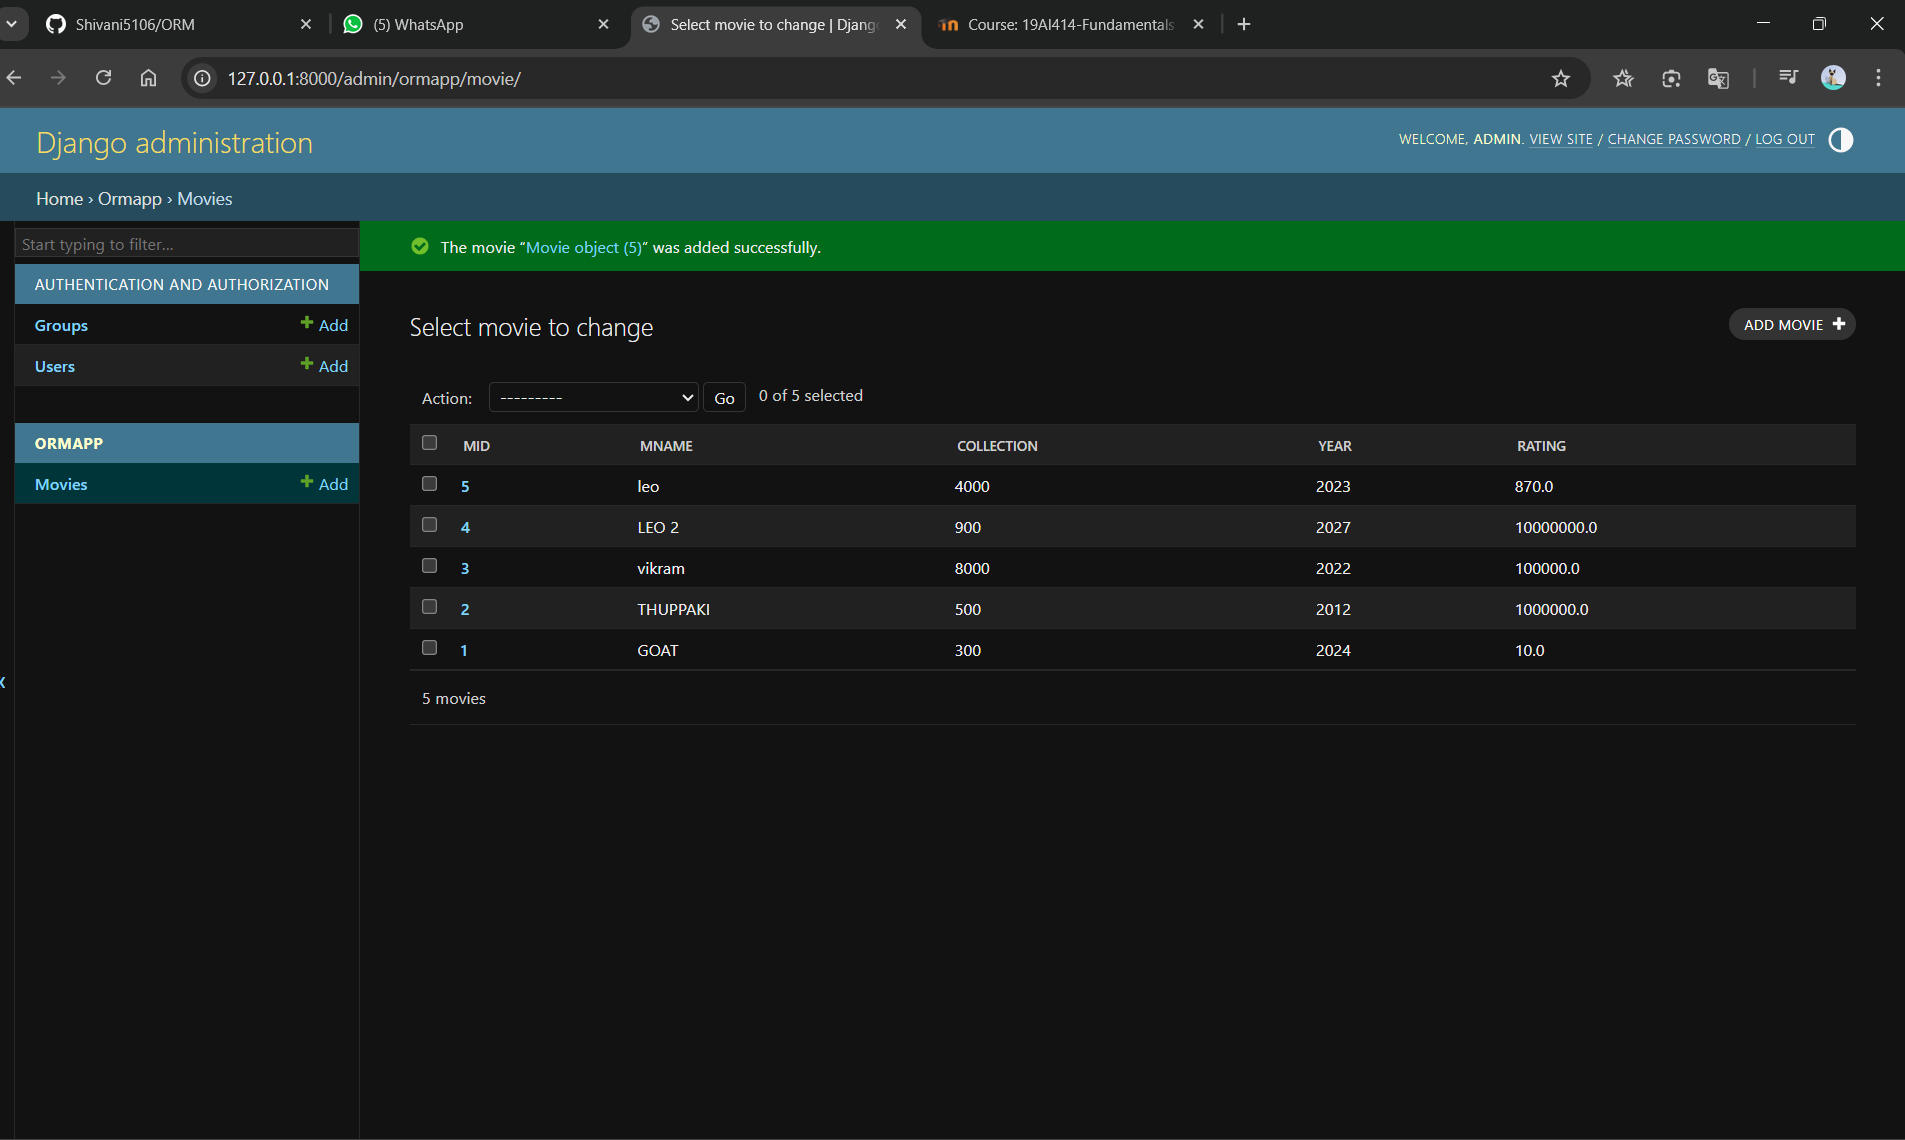 Shivani5106/ORM
(5) WhatsApp
Select movie to change | Djang
Course: 19AI414-Fundamentals
127.0.0.1:8000/admin/ormapp/movie/
Django administration
WELCOME, ADMIN. VIEW SITE / CHANGE PASSWORD / LOG OUT
Home › Ormapp › Movies
Start typing to filter...
The movie “Movie object (5)” was added successfully.
AUTHENTICATION AND AUTHORIZATION
Groups + Add
Users + Add
ORMAPP
Movies + Add
Select movie to change
ADD MOVIE +
Action: --------- Go 0 of 5 selected
MID MNAME COLLECTION YEAR RATING
5 leo 4000 2023 870.0
4 LEO 2 900 2027 10000000.0
3 vikram 8000 2022 100000.0
2 THUPPAKI 500 2012 1000000.0
1 GOAT 300 2024 10.0
5 movies